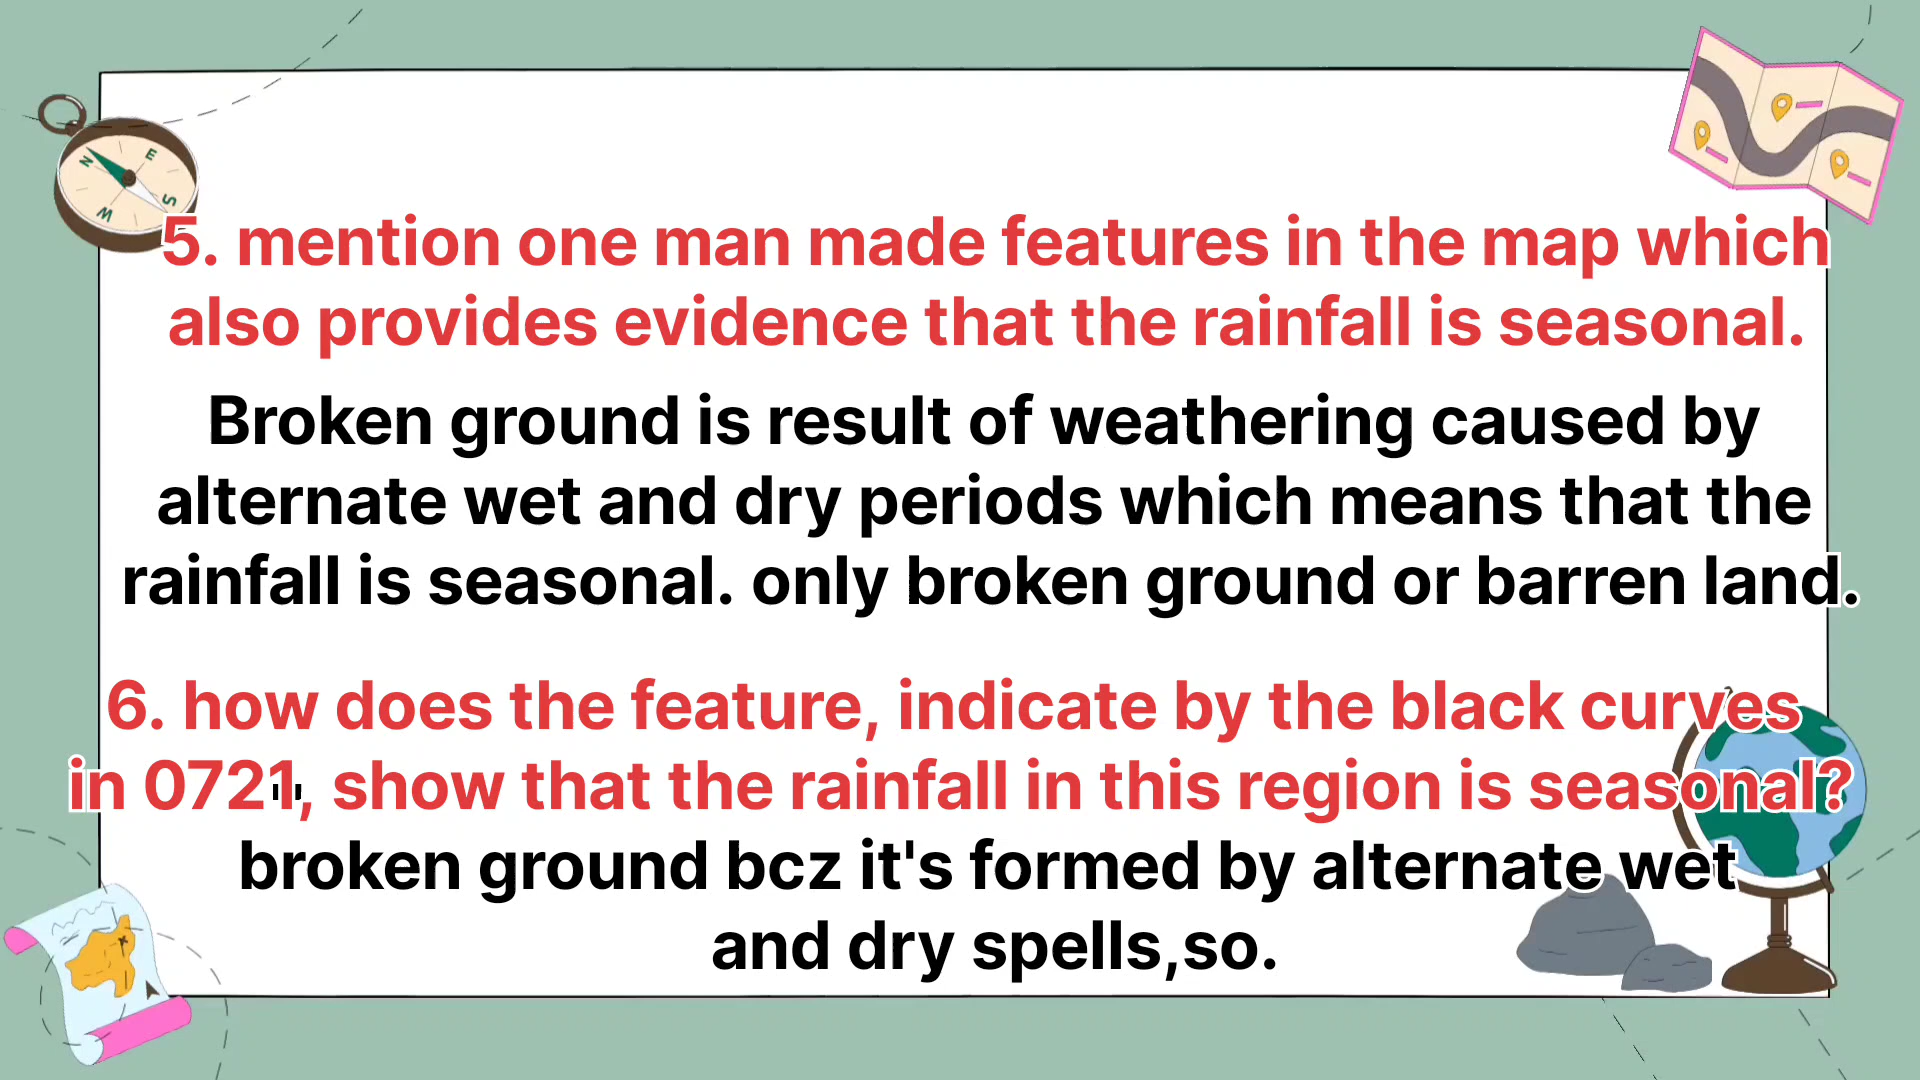 N
E
S
W
5. mention one man made features in the map which
also provides evidence that the rainfall is seasonal.
Broken ground is result of weathering caused by
alternate wet and dry periods which means that the
rainfall is seasonal. only broken ground or barren land.
6. how does the feature, indicate by the black curves
in 0721, show that the rainfall in this region is seasonal?
broken ground bcz it's formed by alternate wet
and dry spells,so.